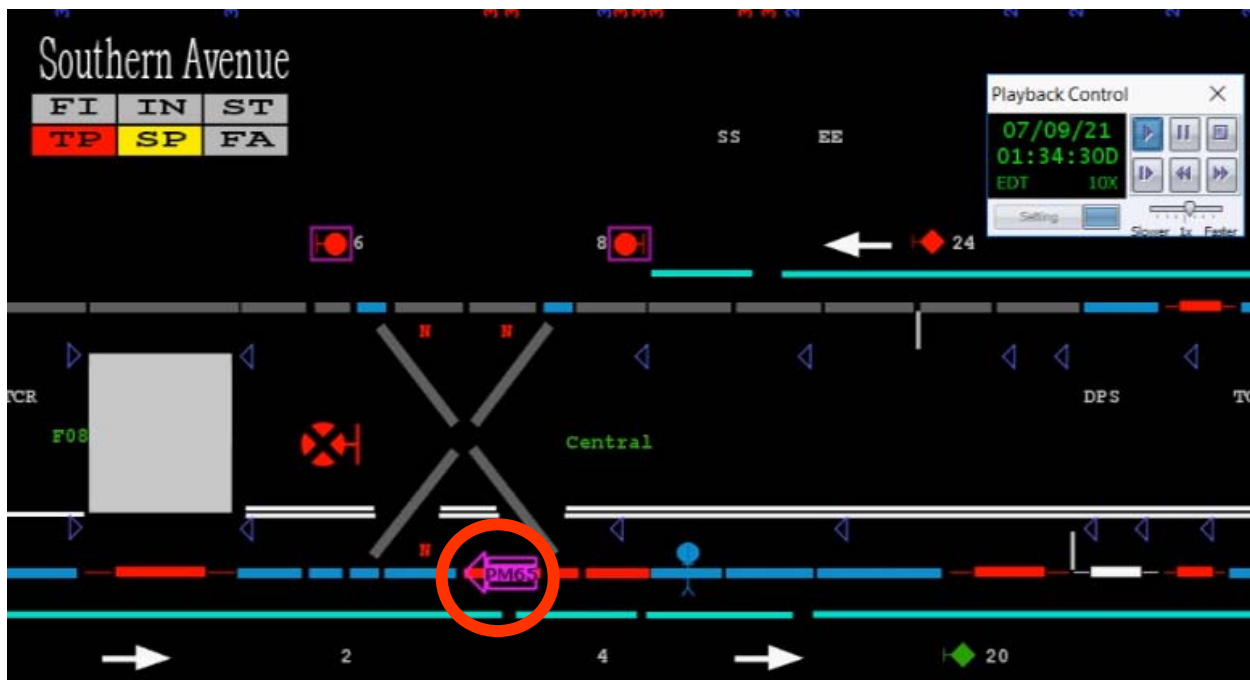 Southern Avenue
FI IN ST
TP SP FA
Playback Control
07/09/21
01:34:30D
EDT 10X
Setting
Slower 1x Faster
SS EE
6 8 24
N N
DPS
F08
Central
N
PM65
2 4 20